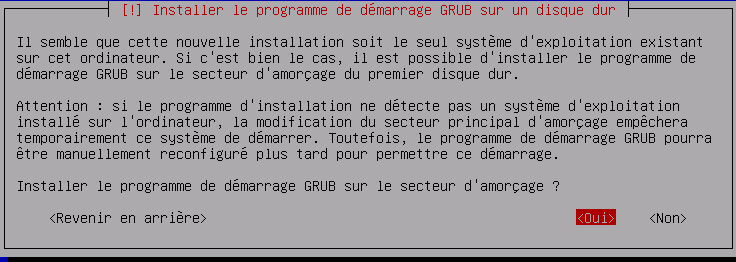 [!] Installer le programme de démarrage GRUB sur un disque dur
Il semble que cette nouvelle installation soit le seul système d'exploitation existant
sur cet ordinateur. Si c'est bien le cas, il est possible d'installer le programme de
démarrage GRUB sur le secteur d'amorçage du premier disque dur.
Attention : si le programme d'installation ne détecte pas un système d'exploitation
installé sur l'ordinateur, la modification du secteur principal d'amorçage empêchera
temporairement ce système de démarrer. Toutefois, le programme de démarrage GRUB pourra
être manuellement reconfiguré plus tard pour permettre ce démarrage.
Installer le programme de démarrage GRUB sur le secteur d'amorçage ?
<Revenir en arrière> <Oui> <Non>